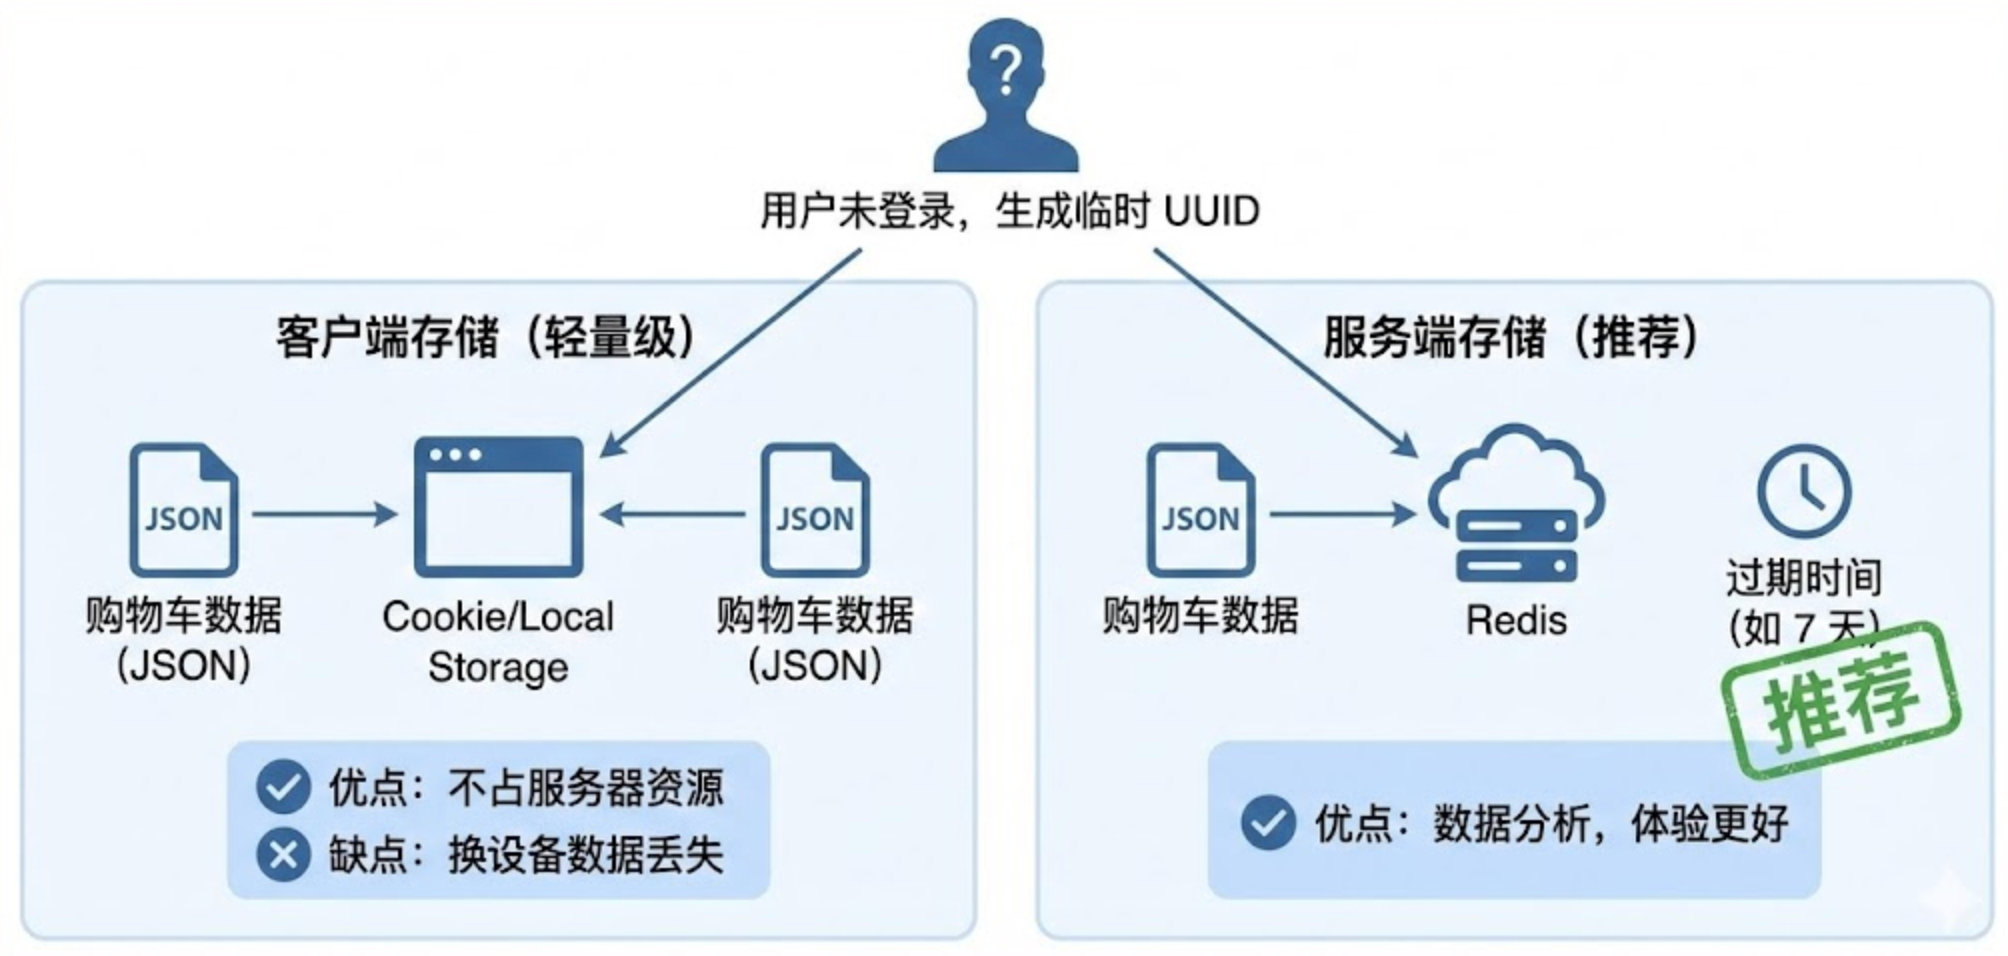 ?
用户未登录，生成临时 UUID
客户端存储（轻量级）
JSON
购物车数据
(JSON)
Cookie/Local
Storage
JSON
购物车数据
(JSON)
优点：不占服务器资源
缺点：换设备数据丢失
服务端存储（推荐）
JSON
购物车数据
Redis
过期时间
(如 7 天)
推荐
优点：数据分析，体验更好